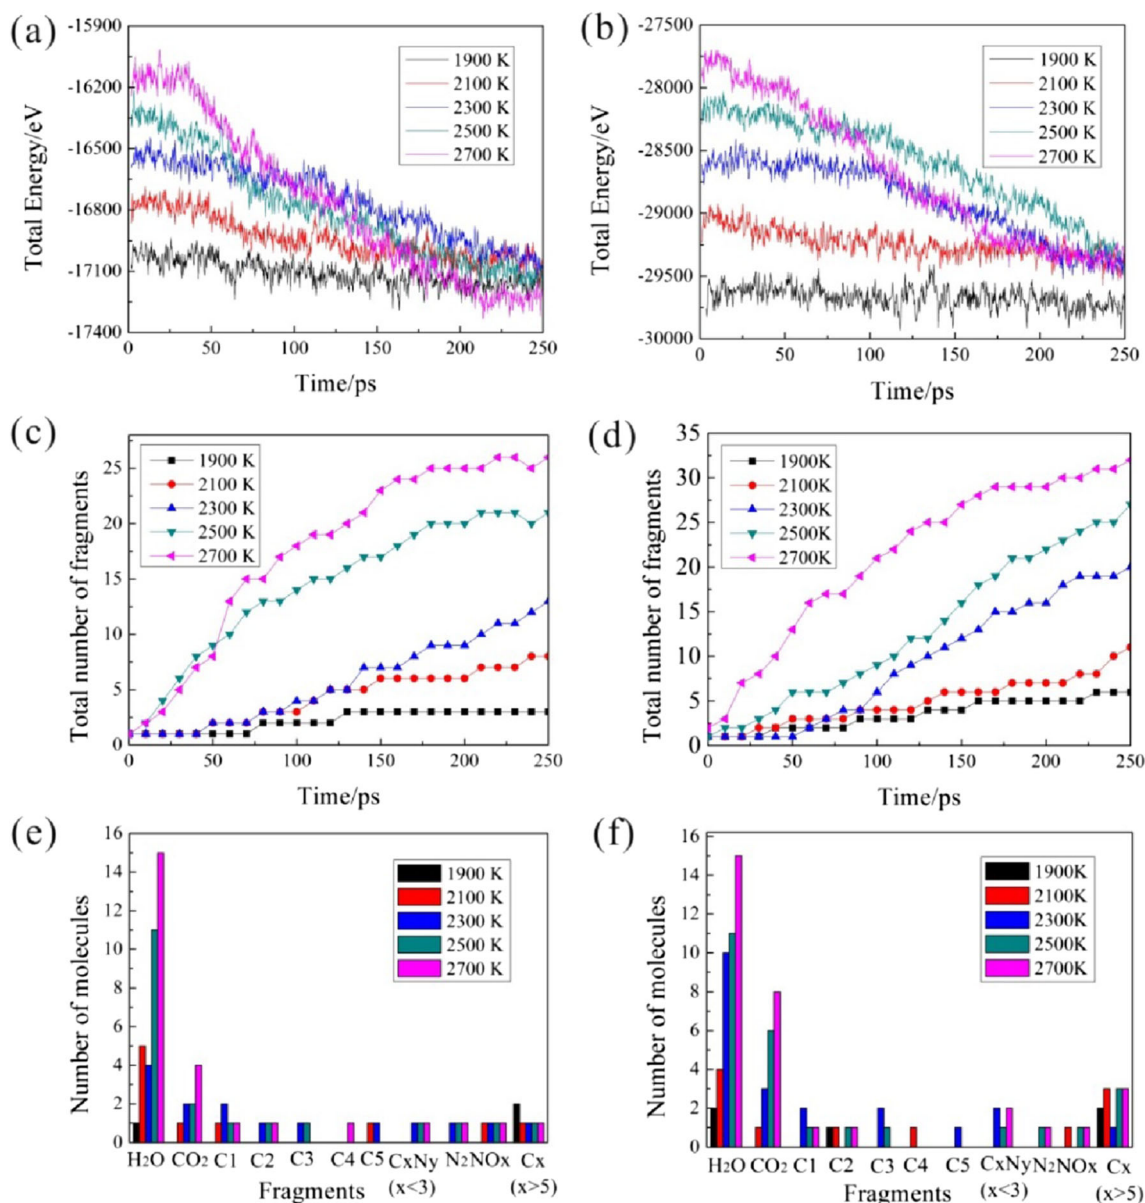 (a)
-15900
-16200
-16500
-16800
-17100
-17400
Total Energy/eV
1900 K
2100 K
2300 K
2500 K
2700 K
0 50 100 150 200 250
Time/ps
(b)
-27500
-28000
-28500
-29000
-29500
-30000
Total Energy/eV
1900 K
2100 K
2300 K
2500 K
2700 K
0 50 100 150 200 250
Time/ps
(c)
25
20
15
10
5
0
Total number of fragments
1900 K
2100 K
2300 K
2500 K
2700 K
0 50 100 150 200 250
Time/ps
(d)
35
30
25
20
15
10
5
0
Total number of fragments
1900K
2100K
2300K
2500K
2700K
0 50 100 150 200 250
Time/ps
(e)
16
14
12
10
8
6
4
2
0
Number of molecules
1900 K
2100 K
2300 K
2500 K
2700 K
H2O CO2 C1 C2 C3 C4 C5 CxNy N2 NOx Cx
(x<3) (x>5)
Fragments
(f)
16
14
12
10
8
6
4
2
0
Number of molecules
1900K
2100K
2300K
2500K
2700K
H2O CO2 C1 C2 C3 C4 C5 CxNy N2 NOx Cx
(x<3) (x>5)
Fragments